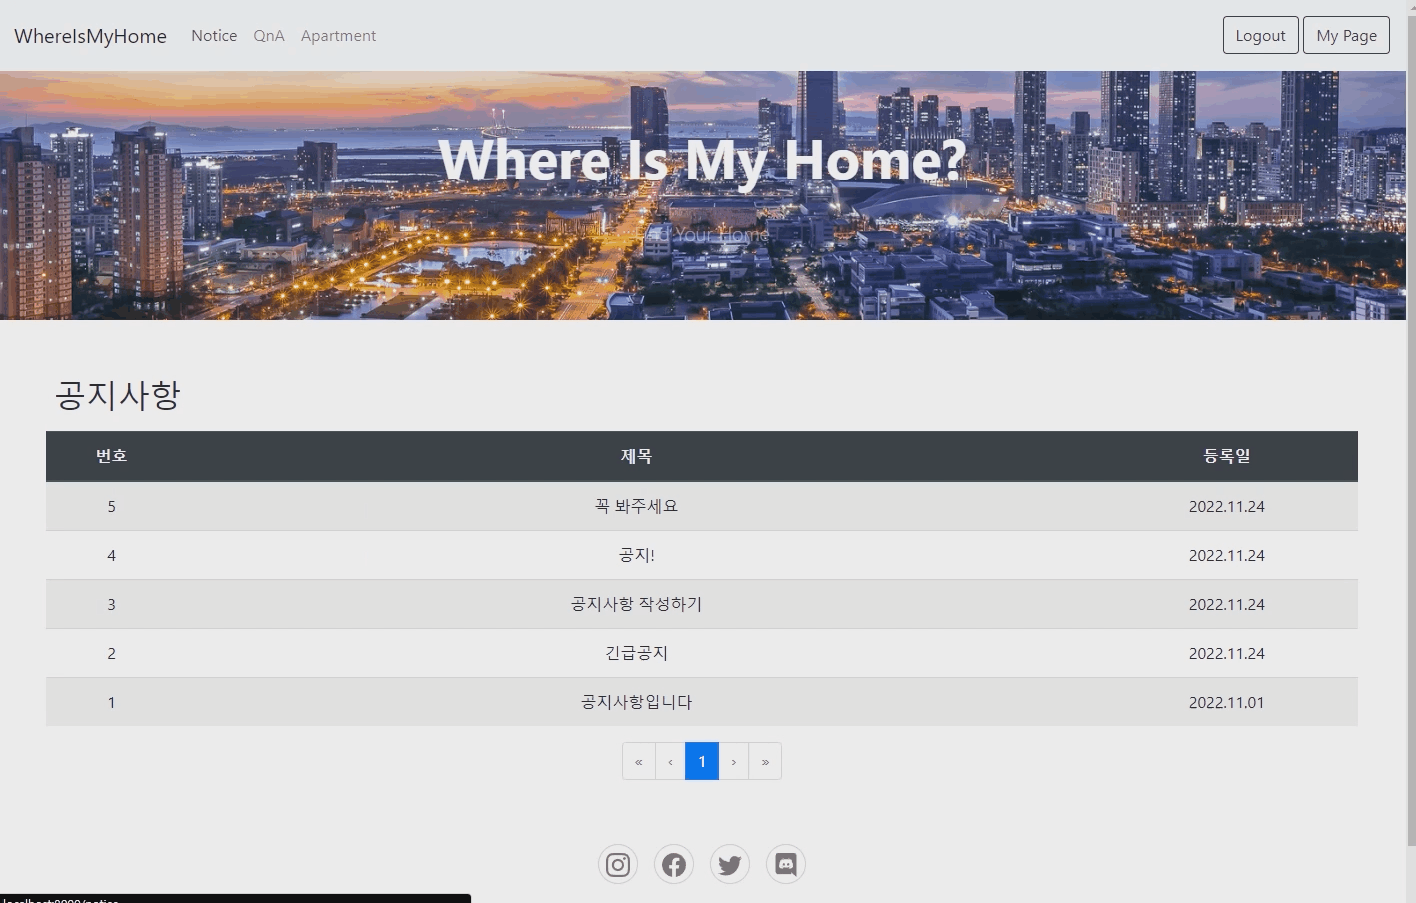 WhereIsMyHome Notice QnA Apartment Logout My Page
Where Is My Home?
Find Your Home
공지사항
번호 제목 등록일
5 꼭 봐주세요 2022.11.24
4 공지! 2022.11.24
3 공지사항 작성하기 2022.11.24
2 긴급공지 2022.11.24
1 공지사항입니다 2022.11.01
« ‹ 1 › »